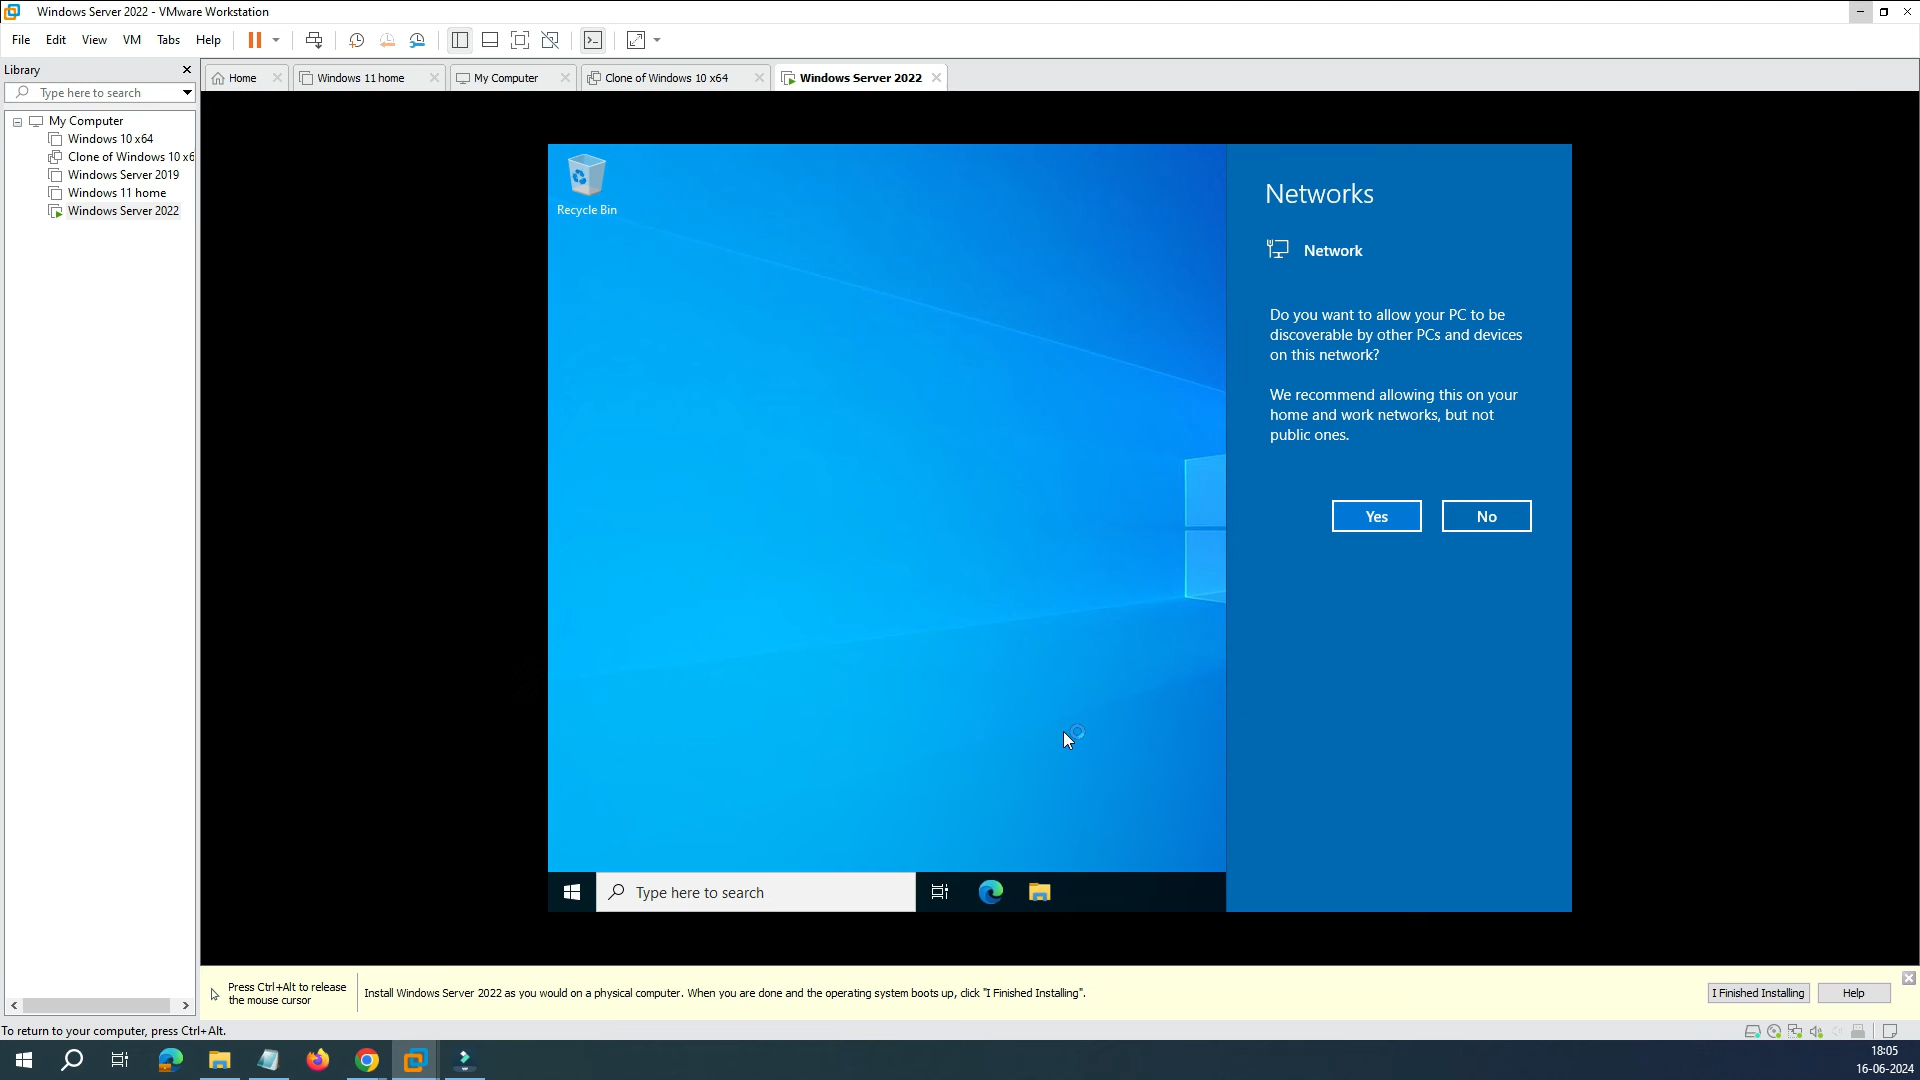 Windows Server 2022 - VMware Workstation
File Edit View VM Tabs Help
Library
Type here to search
Home
Windows 11 home
My Computer
Clone of Windows 10 x64
Windows Server 2022
My Computer
Windows 10 x64
Clone of Windows 10 x6
Windows Server 2019
Windows 11 home
Windows Server 2022
Recycle Bin
Networks
Network
Do you want to allow your PC to be
discoverable by other PCs and devices
on this network?
We recommend allowing this on your
home and work networks, but not
public ones.
Yes
No
Type here to search
Press Ctrl+Alt to release
the mouse cursor
Install Windows Server 2022 as you would on a physical computer. When you are done and the operating system boots up, click "I Finished Installing".
I Finished Installing
Help
To return to your computer, press Ctrl+Alt.
18:05
16-06-2024